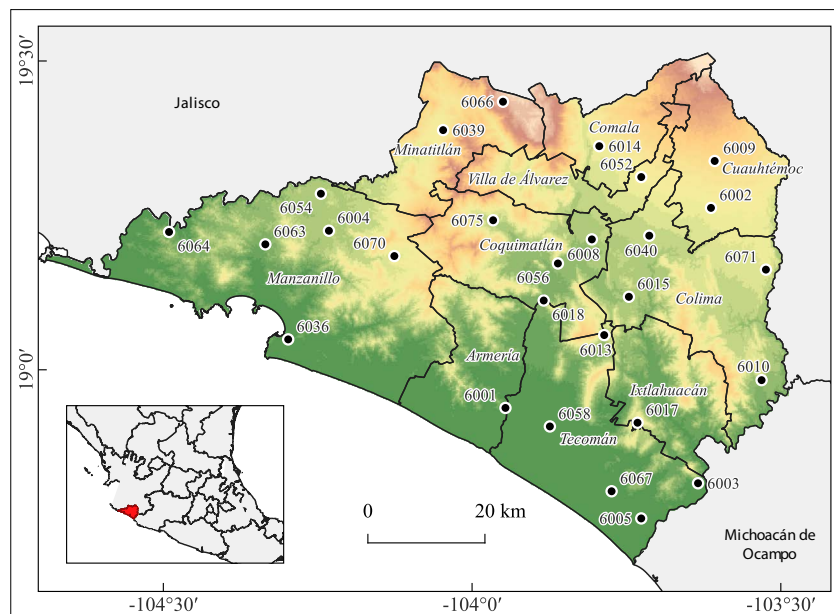 19°30'
Jalisco
6066
6039
Minatitlán
Comala
6014
6052
6009
Cuauhtémoc
Villa de Álvarez
6002
6054
6004
6064
6063
6070
6075
Coquimatlán
6008
6040
6071
Manzanillo
6056
6015
Colima
6018
6036
6013
Armería
19°0'
Ixtlahuacán
6010
6001
6058
6017
Tecomán
6067
6003
6005
0
20 km
Michoacán de
Ocampo
-104°30'
-104°0'
-103°30'